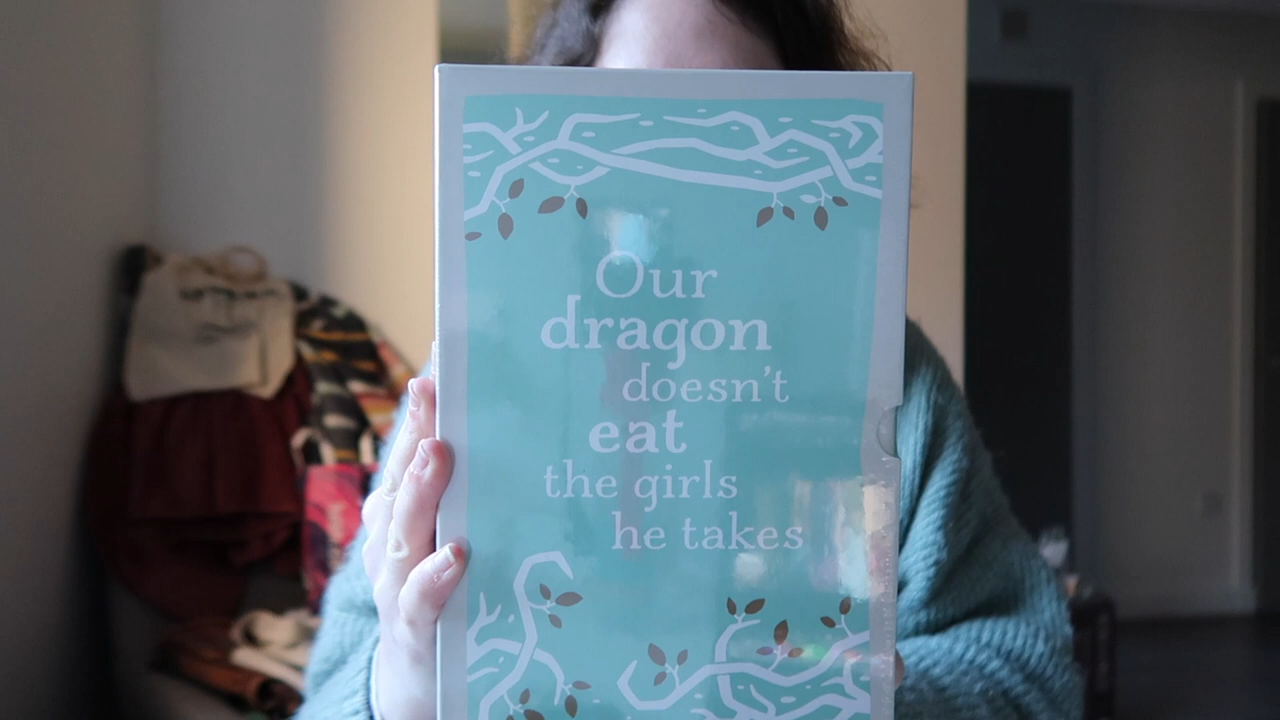 Our
dragon
doesn't
eat
the girls
he takes